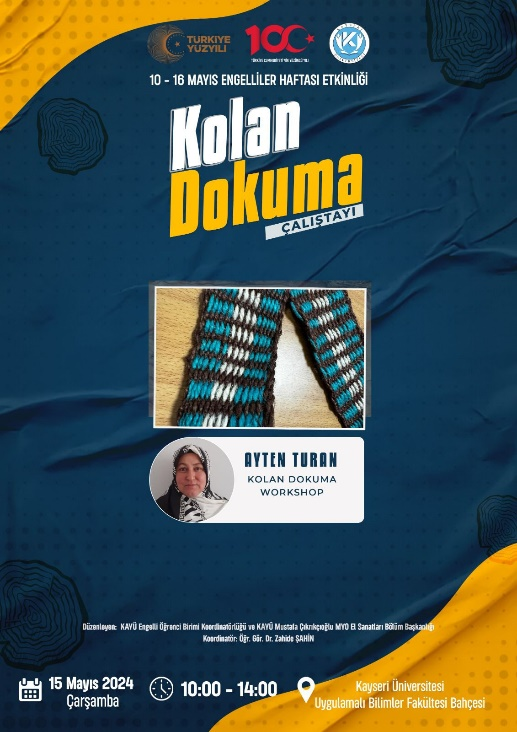 TÜRKİYE
YÜZYILI
100
10 - 16 MAYIS ENGELLİLER HAFTASI ETKİNLİĞİ
Kolan
Dokuma
ÇALIŞTAYI
AYTEN TURAN
KOLAN DOKUMA
WORKSHOP
Düzenleyen: KAYÜ Engelli Öğrenci Birimi Koordinatörlüğü ve KAYÜ Mustafa Çıkrıkçıoğlu MYO El Sanatları Bölüm Başkanlığı
Koordinatör: Öğr. Gör. Dr. Zahide ŞAHİN
15 Mayıs 2024
Çarşamba
10:00 - 14:00
Kayseri Üniversitesi
Uygulamalı Bilimler Fakültesi Bahçesi